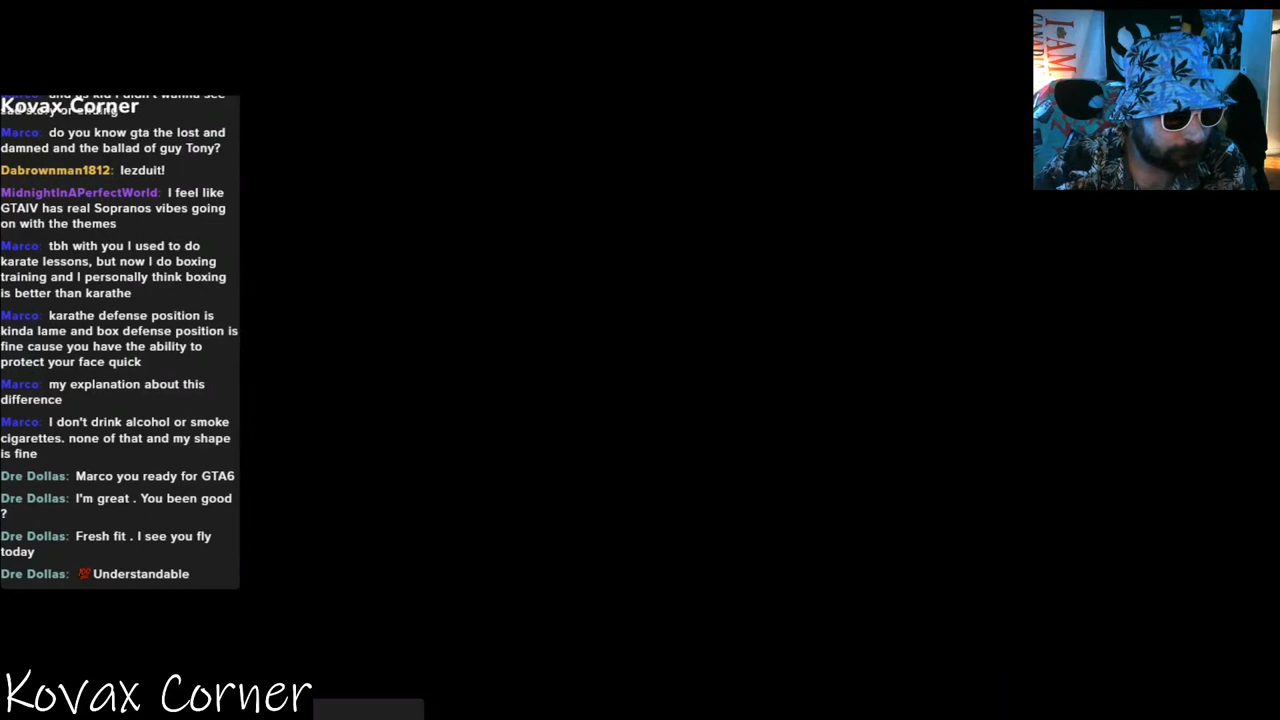 Kovax Corner
Marco: do you know gta the lost and
damned and the ballad of guy Tony?
Dabrownman1812: lezduit!
MidnightInAPerfectWorld: I feel like
GTAIV has real Sopranos vibes going
on with the themes
Marco: tbh with you I used to do
karate lessons, but now I do boxing
training and I personally think boxing
is better than karathe
Marco: karathe defense position is
kinda lame and box defense position is
fine cause you have the ability to
protect your face quick
Marco: my explanation about this
difference
Marco: I don't drink alcohol or smoke
cigarettes. none of that and my shape
is fine
Dre Dollas: Marco you ready for GTA6
Dre Dollas: I'm great . You been good
?
Dre Dollas: Fresh fit . I see you fly
today
Dre Dollas: 💯Understandable
Kovax Corner
I AM